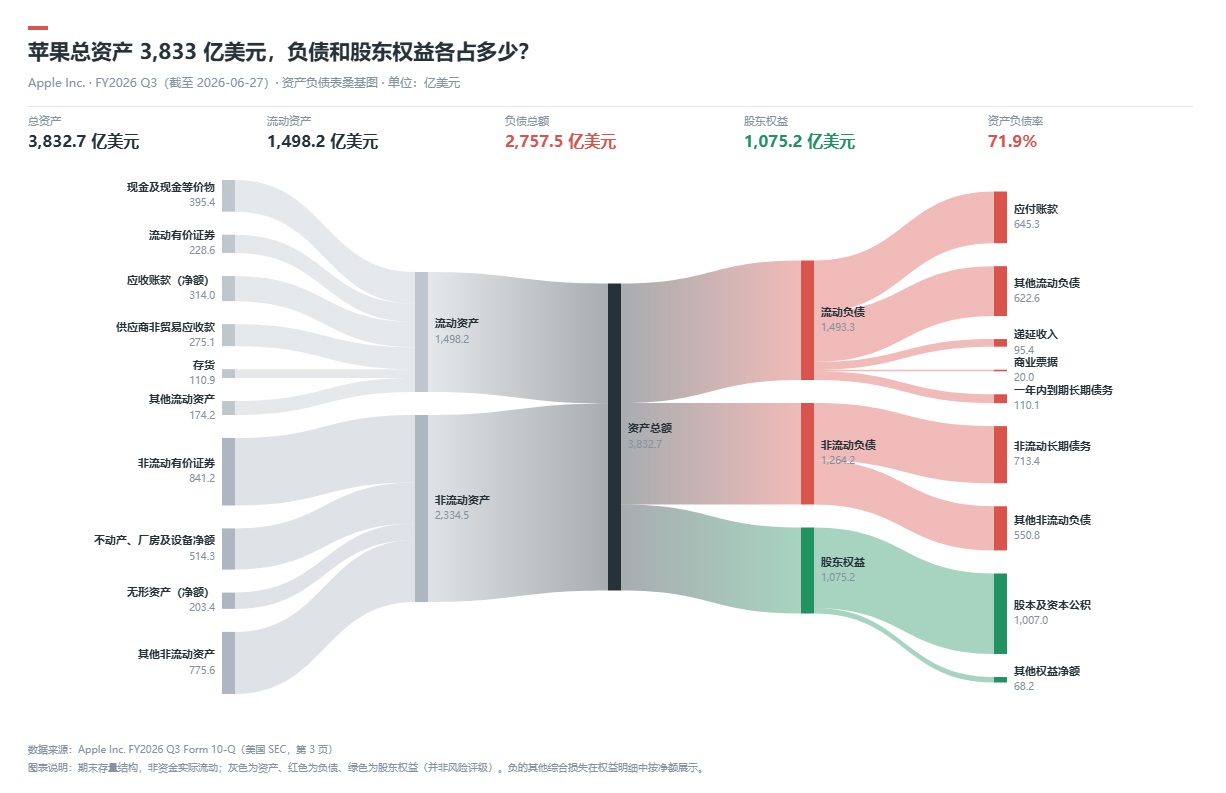 苹果总资产 3,833 亿美元，负债和股东权益各占多少？
Apple Inc. · FY2026 Q3（截至 2026-06-27）· 资产负债表桑基图 · 单位：亿美元
总资产
3,832.7 亿美元
流动资产
1,498.2 亿美元
负债总额
2,757.5 亿美元
股东权益
1,075.2 亿美元
资产负债率
71.9%
现金及现金等价物
395.4
流动有价证券
228.6
应收账款（净额）
314.0
供应商非贸易应收款
275.1
存货
110.9
其他流动资产
174.2
非流动有价证券
841.2
不动产、厂房及设备净额
514.3
无形资产（净额）
203.4
其他非流动资产
775.6
流动资产
1,498.2
非流动资产
2,334.5
资产总额
3,832.7
流动负债
1,493.3
非流动负债
1,264.2
股东权益
1,075.2
应付账款
645.3
其他流动负债
622.6
递延收入
95.4
商业票据
20.0
一年内到期长期债务
110.1
非流动长期债务
713.4
其他非流动负债
550.8
股本及资本公积
1,007.0
其他权益净额
68.2
数据来源：Apple Inc. FY2026 Q3 Form 10-Q（美国 SEC，第 3 页）
图表说明：期末存量结构，非资金实际流动；灰色为资产、红色为负债、绿色为股东权益（并非风险评级）。负的其他综合损失在权益明细中按净额展示。